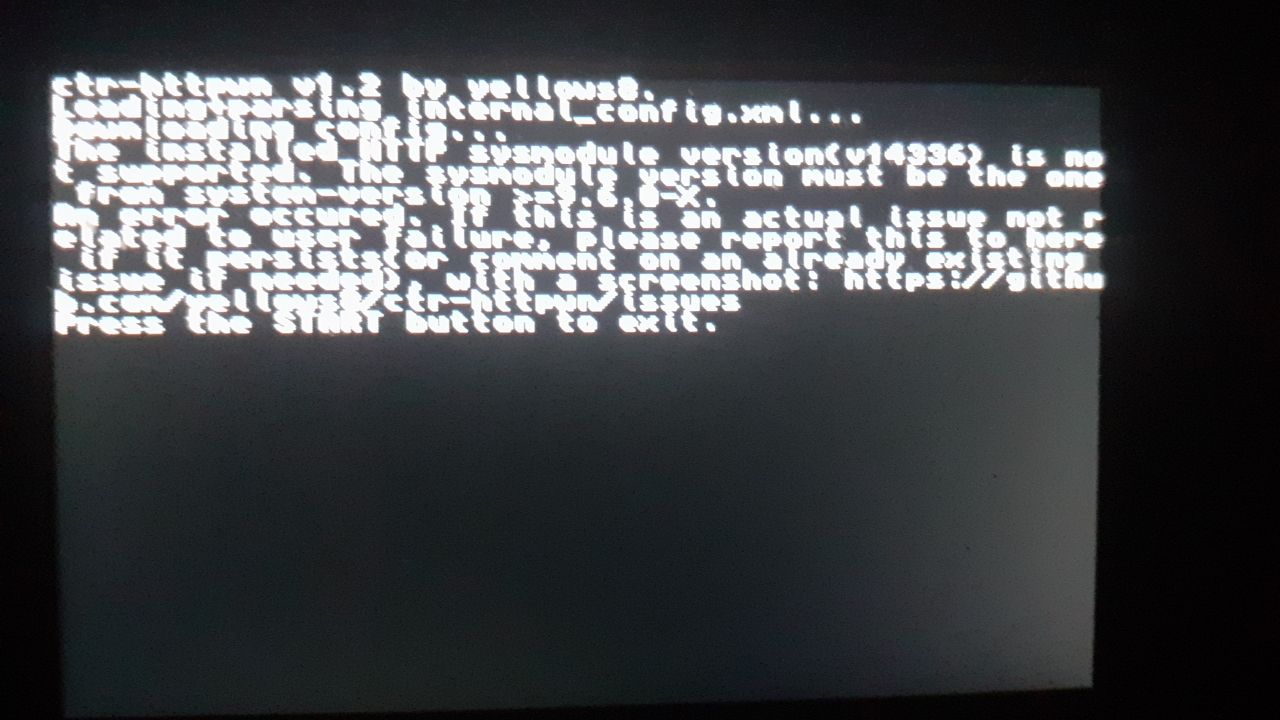 ctr-httpwn v1.2 by yellows8.
Loading/parsing internal_config.xml...
Downloading config...
The installed HTTP sysmodule version(v14336) is no
t supported. The sysmodule version must be the one
 from system-version >=9.6.0-X.
An error occured. If this is an actual issue not r
elated to user failure, please report this to here
 if it persists(or comment on an already existing
issue if needed), with a screenshot: https://githu
b.com/yellows8/ctr-httpwn/issues
Press the START button to exit.